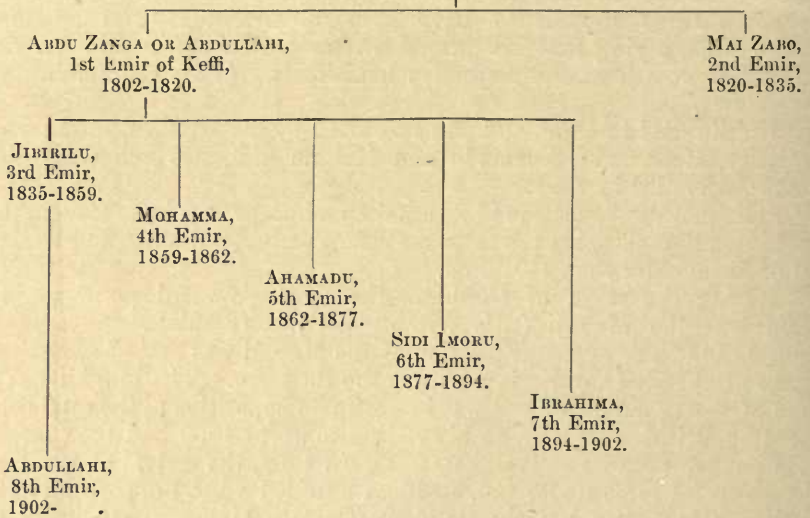 ABDU ZANGA OR ABDULLAHI,
1st Emir of Keffi,
1802-1820.
MAI ZABO,
2nd Emir,
1820-1835.
JIBIRILU,
3rd Emir,
1835-1859.
MOHAMMA,
4th Emir,
1859-1862.
AHAMADU,
5th Emir,
1862-1877.
SIDI IMORU,
6th Emir,
1877-1894.
IBRAHIMA,
7th Emir,
1894-1902.
ABDULLAHI,
8th Emir,
1902- .